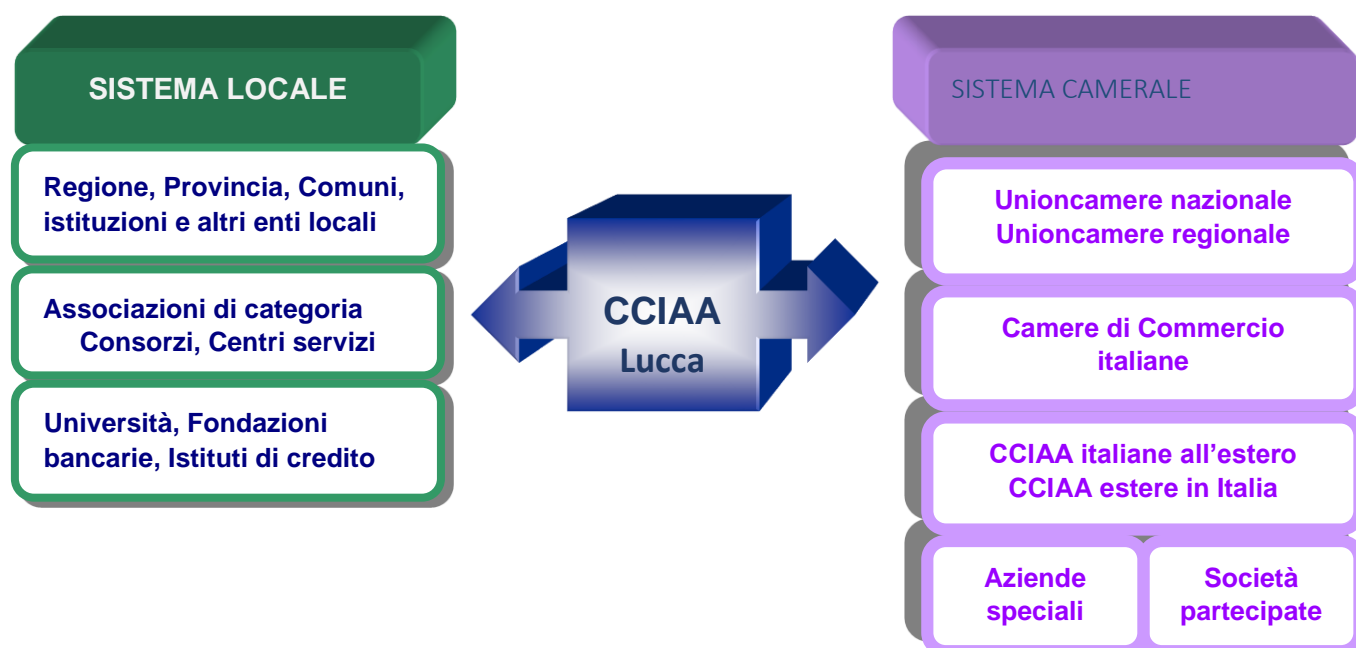 SISTEMA LOCALE
Regione, Provincia, Comuni,
istituzioni e altri enti locali
Associazioni di categoria
Consorzi, Centri servizi
Università, Fondazioni
bancarie, Istituti di credito
CCIAA
Lucca
SISTEMA CAMERALE
Unioncamere nazionale
Unioncamere regionale
Camere di Commercio
italiane
CCIAA italiane all’estero
CCIAA estere in Italia
Aziende
speciali
Società
partecipate